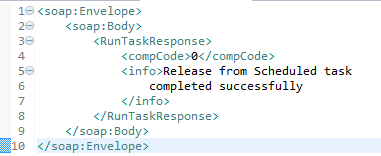 1 <soap:Envelope>
2 <soap:Body>
3 <RunTaskResponse>
4 <compCode>0</compCode>
5 <info>Release from Scheduled task
6 completed successfully
7 </info>
8 </RunTaskResponse>
9 </soap:Body>
10 </soap:Envelope>